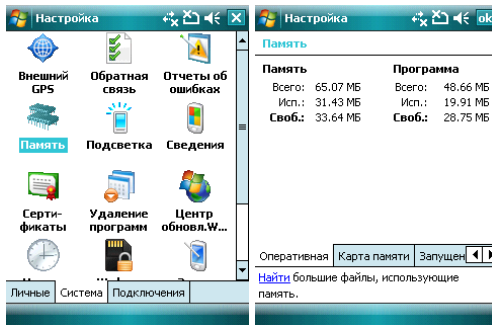 Настройка
Внешний GPS
Обратная связь
Отчеты об ошибках
Память
Подсветка
Сведения
Серти-фикаты
Удаление программ
Центр обновл.W...
Личные Система Подключения
Настройка ok
Память
Память Программа
Всего: 65.07 МБ Всего: 48.66 МБ
Исп.: 31.43 МБ Исп.: 19.91 МБ
Своб.: 33.64 МБ Своб.: 28.75 МБ
Оперативная Карта памяти Запущен
Найти большие файлы, использующие
память.